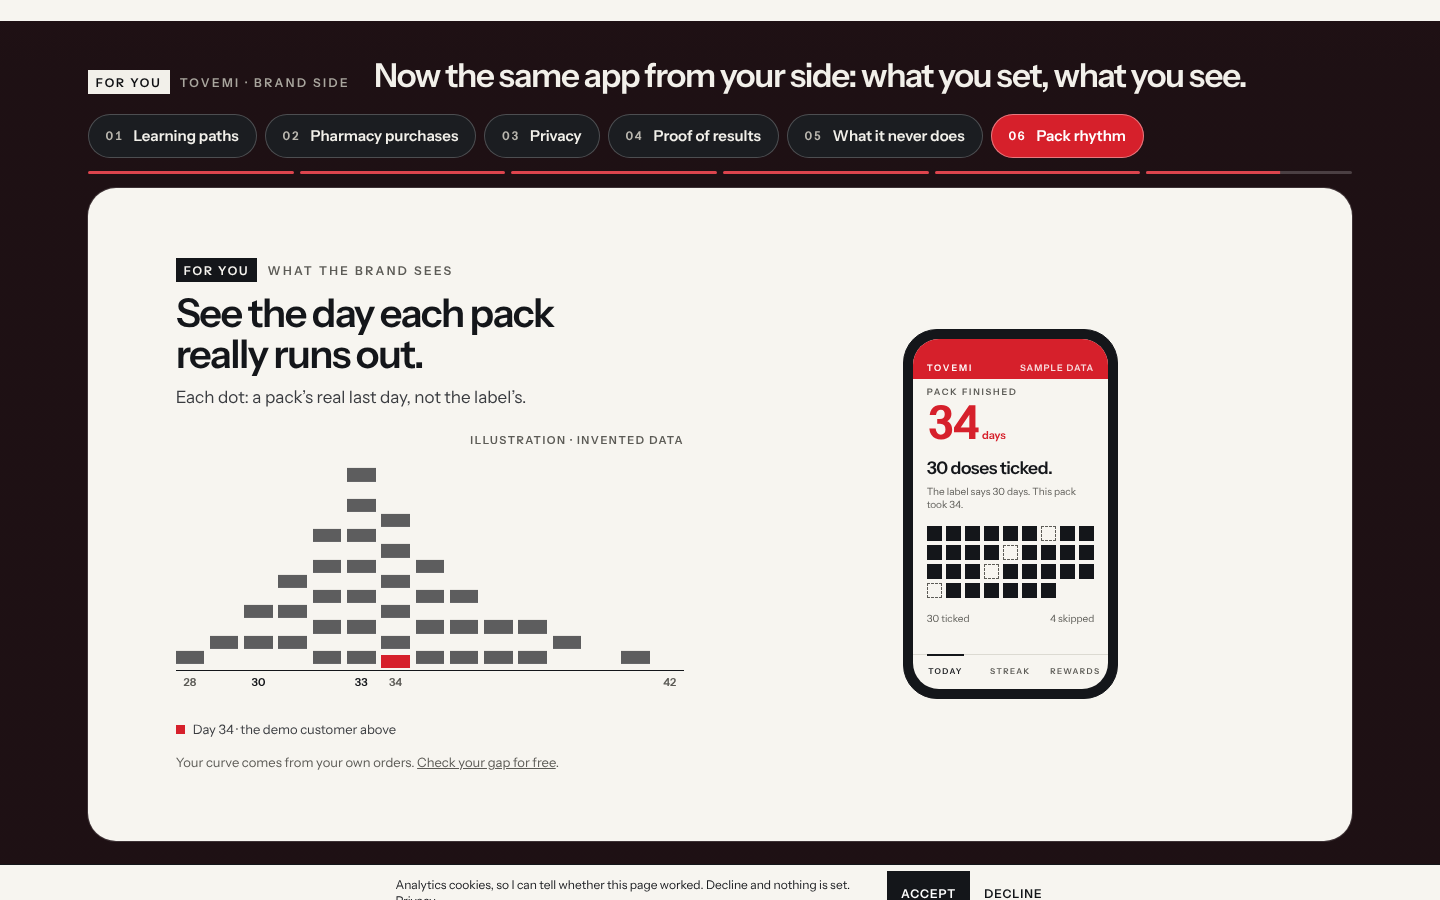 FOR YOU TOVEMI · BRAND SIDE Now the same app from your side: what you set, what you see.
01 Learning paths 02 Pharmacy purchases 03 Privacy 04 Proof of results 05 What it never does 06 Pack rhythm
FOR YOU WHAT THE BRAND SEES
See the day each pack
really runs out.
Each dot: a pack’s real last day, not the label’s.
ILLUSTRATION · INVENTED DATA
28 30 33 34 42
Day 34 · the demo customer above
Your curve comes from your own orders. Check your gap for free.
TOVEMI SAMPLE DATA
PACK FINISHED
34 days
30 doses ticked.
The label says 30 days. This pack
took 34.
30 ticked 4 skipped
TODAY STREAK REWARDS
Analytics cookies, so I can tell whether this page worked. Decline and nothing is set.
ACCEPT DECLINE